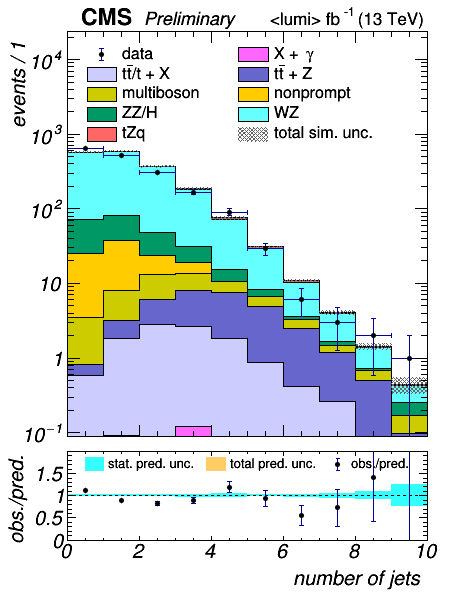 CMS Preliminary <lumi> fb⁻¹ (13 TeV)
events / 1
10⁴
10³
10²
10
1
10⁻¹
data
X + γ
tt̄/t + X
tt̄ + Z
multiboson
nonprompt
ZZ/H
WZ
tZq
total sim. unc.
obs./pred.
1.5
1
0.5
0
stat. pred. unc.
total pred. unc.
obs./pred.
0 2 4 6 8 10
number of jets